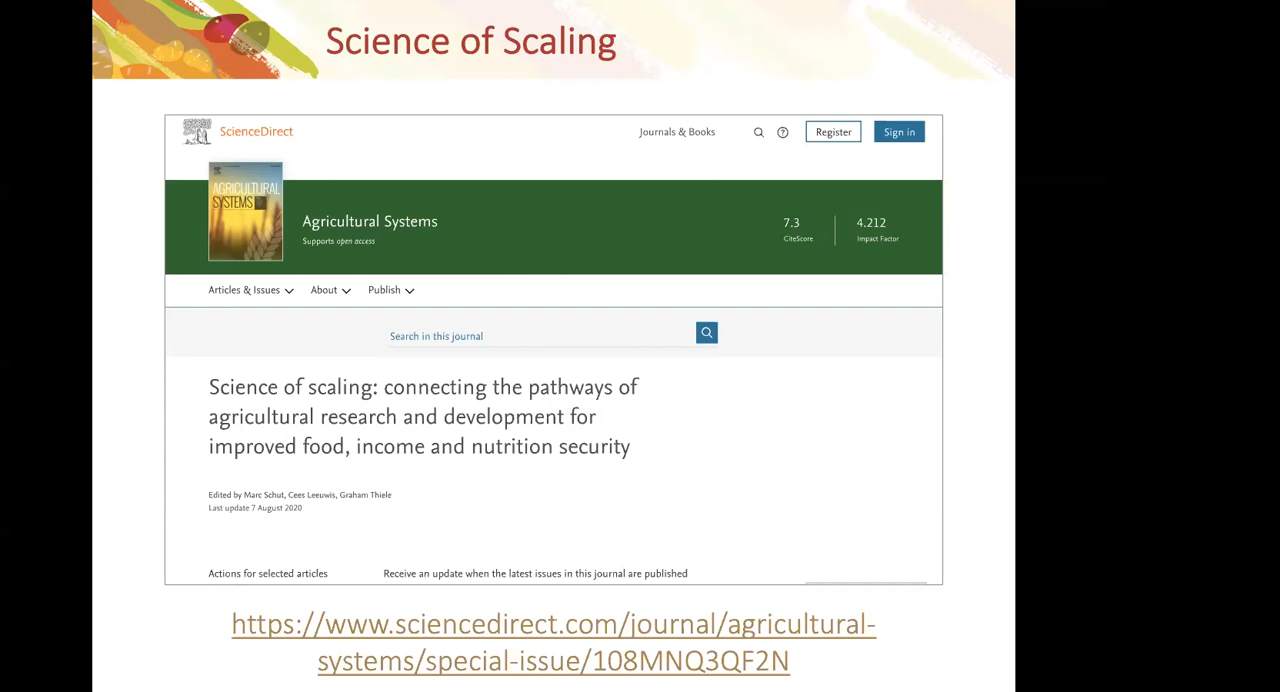 Science of Scaling
ScienceDirect
Journals & Books
Register
Sign in
AGRICULTURAL
SYSTEMS
Agricultural Systems
Supports open access
7.3
CiteScore
4.212
Impact Factor
Articles & Issues
About
Publish
Search in this journal
Science of scaling: connecting the pathways of
agricultural research and development for
improved food, income and nutrition security
Edited by Marc Schut, Cees Leeuwis, Graham Thiele
Last update 7 August 2020
Actions for selected articles
Receive an update when the latest issues in this journal are published
https://www.sciencedirect.com/journal/agricultural-
systems/special-issue/108MNQ3QF2N